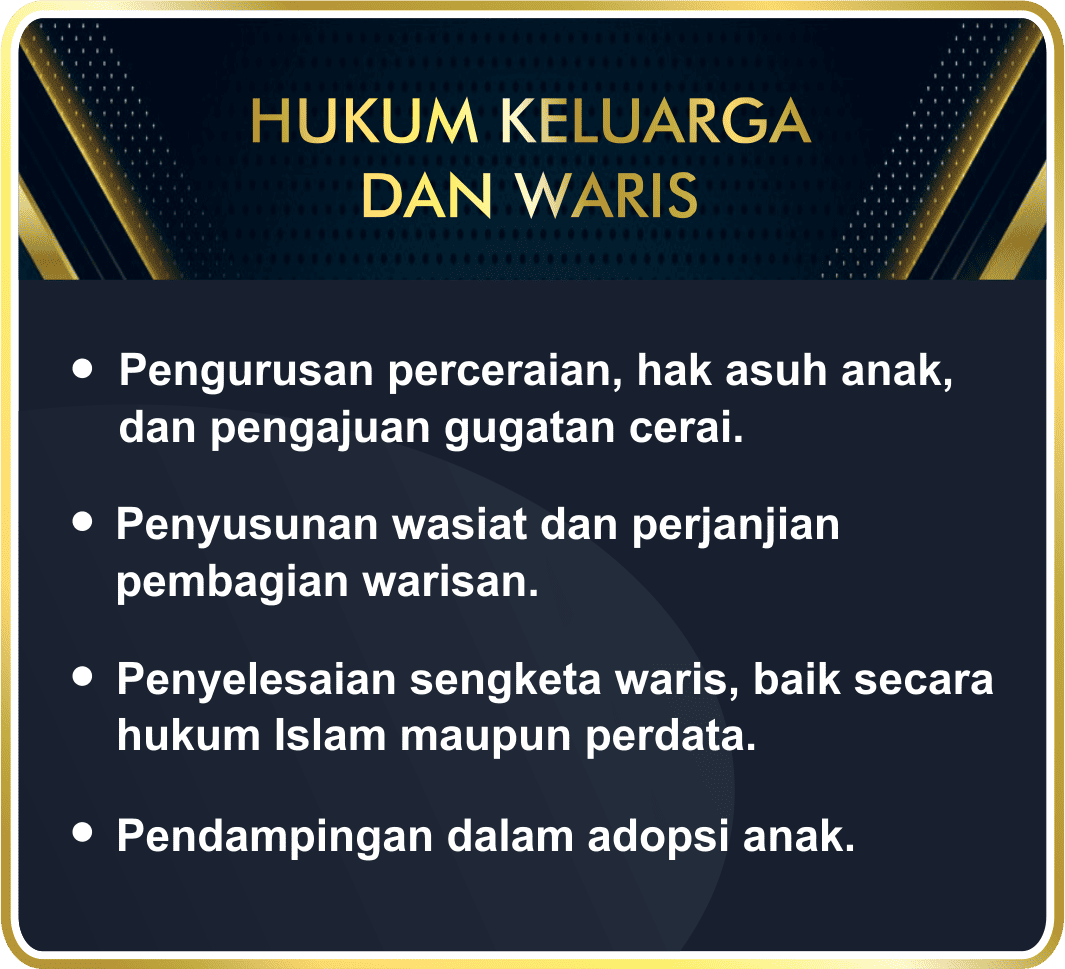 HUKUM KELUARGA
DAN WARIS
• Pengurusan perceraian, hak asuh anak,
dan pengajuan gugatan cerai.
• Penyusunan wasiat dan perjanjian
pembagian warisan.
• Penyelesaian sengketa waris, baik secara
hukum Islam maupun perdata.
• Pendampingan dalam adopsi anak.